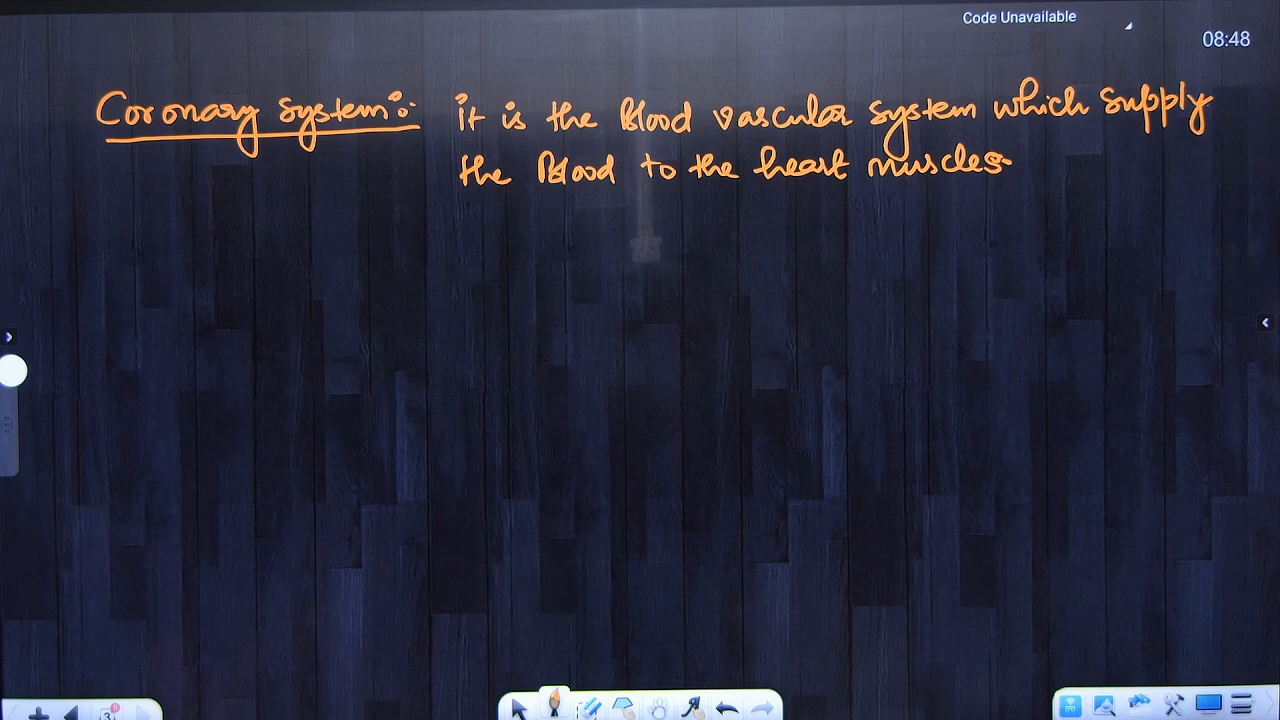 Code Unavailable
08:48
Coronary system:- it is the Blood vascular system which supply
the Blood to the heart muscles.
3